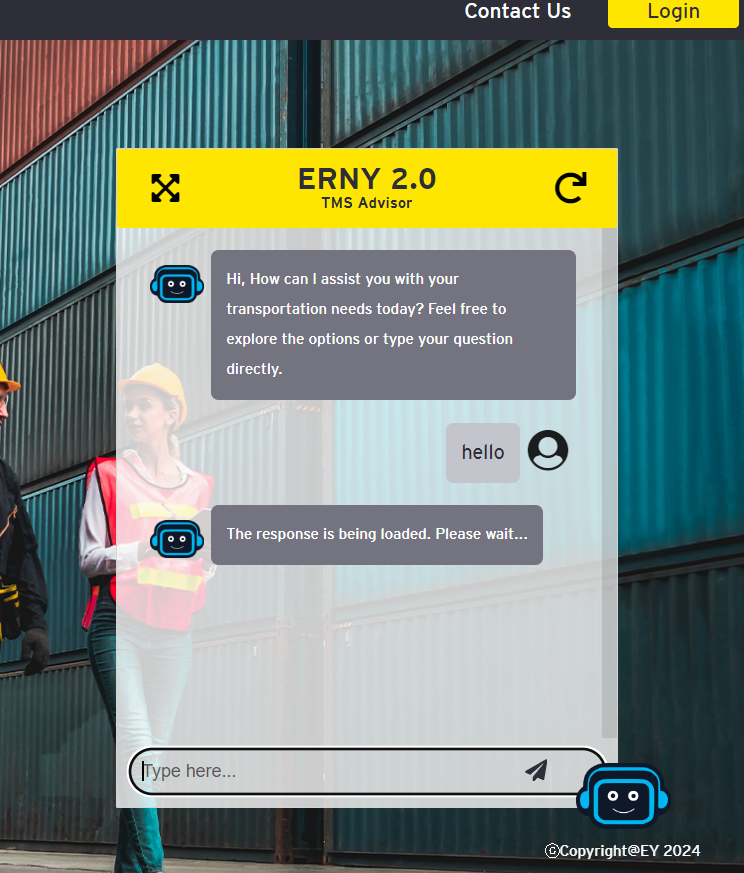 Contact Us
Login
ERNY 2.0
TMS Advisor
Hi, How can I assist you with your
transportation needs today? Feel free to
explore the options or type your question
directly.
hello
The response is being loaded. Please wait...
Type here...
©Copyright@EY 2024